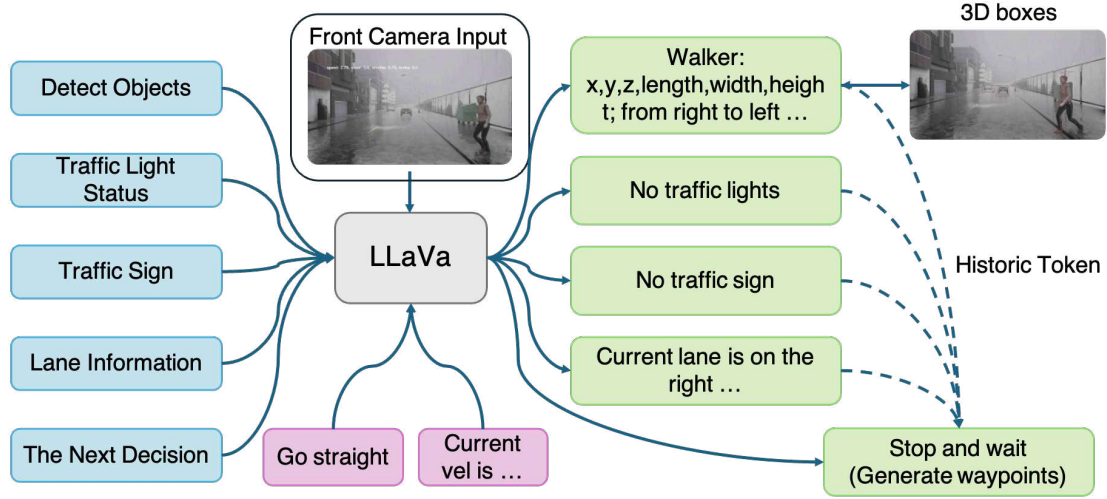 Front Camera Input
3D boxes
Detect Objects
Traffic Light
Status
Traffic Sign
Lane Information
The Next Decision
LLaVa
Go straight
Current
vel is …
Walker:
x,y,z,length,width,heigh
t; from right to left …
No traffic lights
No traffic sign
Current lane is on the
right …
Historic Token
Stop and wait
(Generate waypoints)